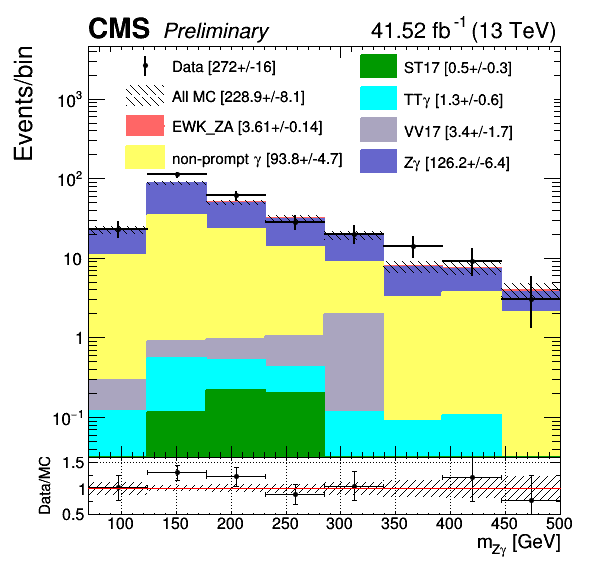 CMS Preliminary 41.52 fb⁻¹ (13 TeV)
Events/bin
Data [272+/-16]
All MC [228.9+/-8.1]
EWK_ZA [3.61+/-0.14]
non-prompt γ [93.8+/-4.7]
ST17 [0.5+/-0.3]
TTγ [1.3+/-0.6]
VV17 [3.4+/-1.7]
Zγ [126.2+/-6.4]
10³
10²
10
1
10⁻¹
Data/MC
1.5
1
0.5
100 150 200 250 300 350 400 450 500
m_Zγ [GeV]